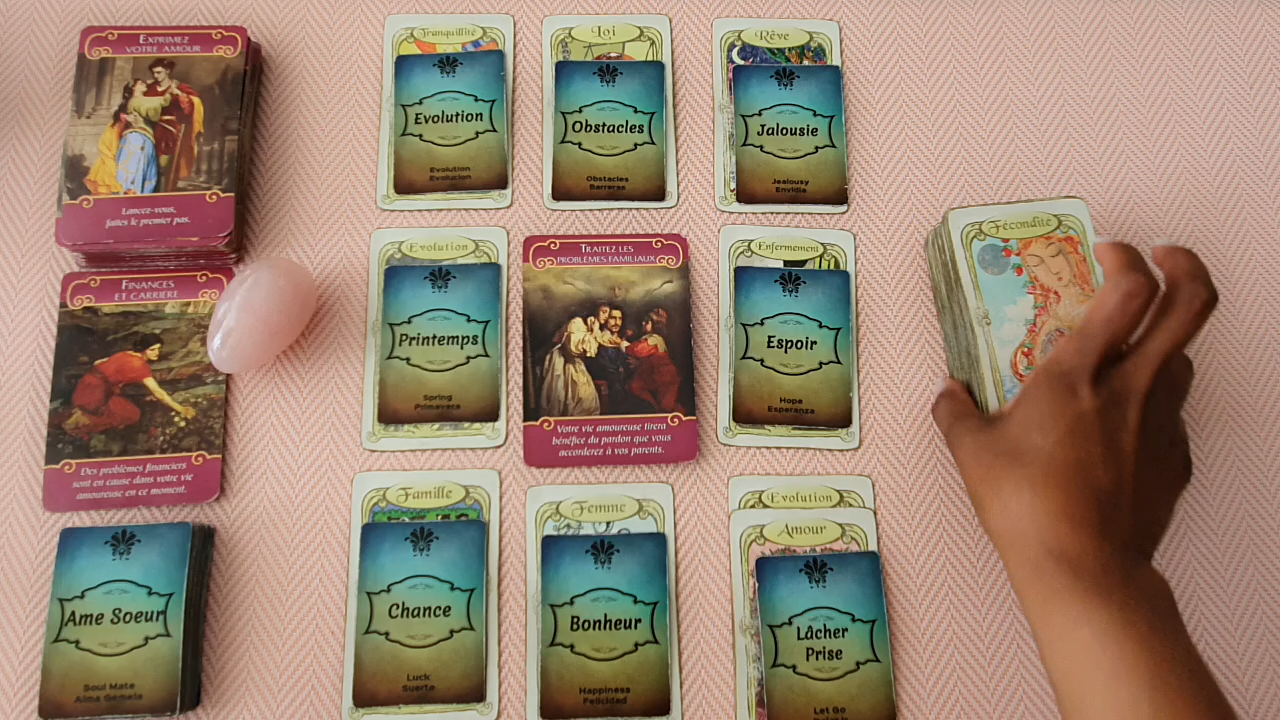 EXPRIMEZ
VOTRE AMOUR
Lancez-vous,
faites le premier pas.
FINANCES
ET CARRIÈRE
Des problèmes financiers
sont en cause dans votre vie
amoureuse en ce moment.
Ame Soeur
Soul Mate
Alma Gemela
Tranquillité
Evolution
Evolution
Evolucion
Loi
Obstacles
Obstacles
Barreras
Rêve
Jalousie
Jealousy
Envidia
Evolution
Printemps
Spring
Primavera
TRAITEZ LES
PROBLÈMES FAMILIAUX
Votre vie amoureuse tirera
bénéfice du pardon que vous
accorderez à vos parents.
Enfermement
Espoir
Hope
Esperanza
Famille
Chance
Luck
Suerte
Femme
Bonheur
Happiness
Felicidad
Evolution
Amour
Lâcher
Prise
Let Go
Fécondité